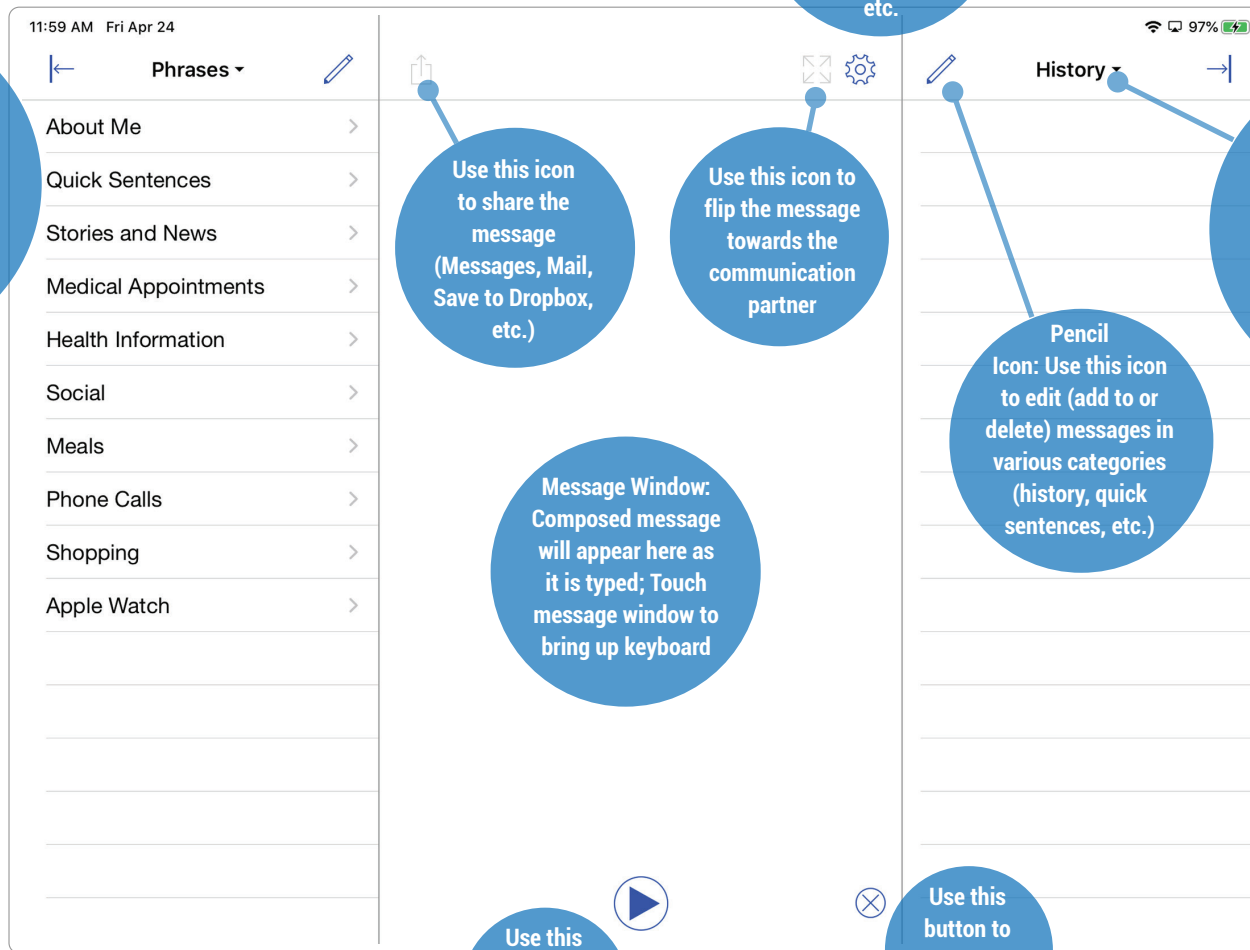 etc.
11:59 AM Fri Apr 24
97%
Phrases
History
About Me
Quick Sentences
Stories and News
Medical Appointments
Health Information
Social
Meals
Phone Calls
Shopping
Apple Watch
Use this icon
to share the
message
(Messages, Mail,
Save to Dropbox,
etc.)
Use this icon to
flip the message
towards the
communication
partner
Pencil
Icon: Use this icon
to edit (add to or
delete) messages in
various categories
(history, quick
sentences, etc.)
Message Window:
Composed message
will appear here as
it is typed; Touch
message window to
bring up keyboard
Use this
Use this
button to